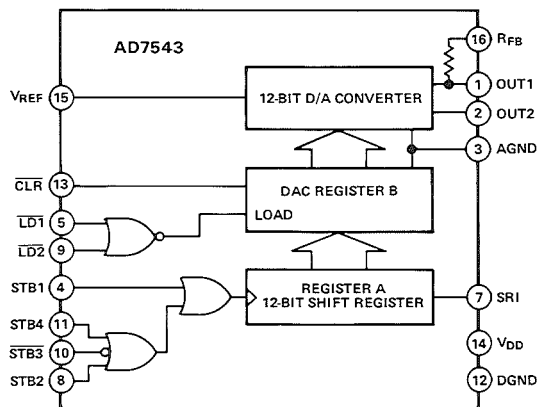 AD7543
16 RFB
VREF 15
12-BIT D/A CONVERTER
1 OUT1
2 OUT2
3 AGND
CLR 13
DAC REGISTER B
LD1 5
LOAD
LD2 9
STB1 4
REGISTER A
12-BIT SHIFT REGISTER
7 SRI
STB4 11
STB3 10
14 VDD
STB2 8
12 DGND